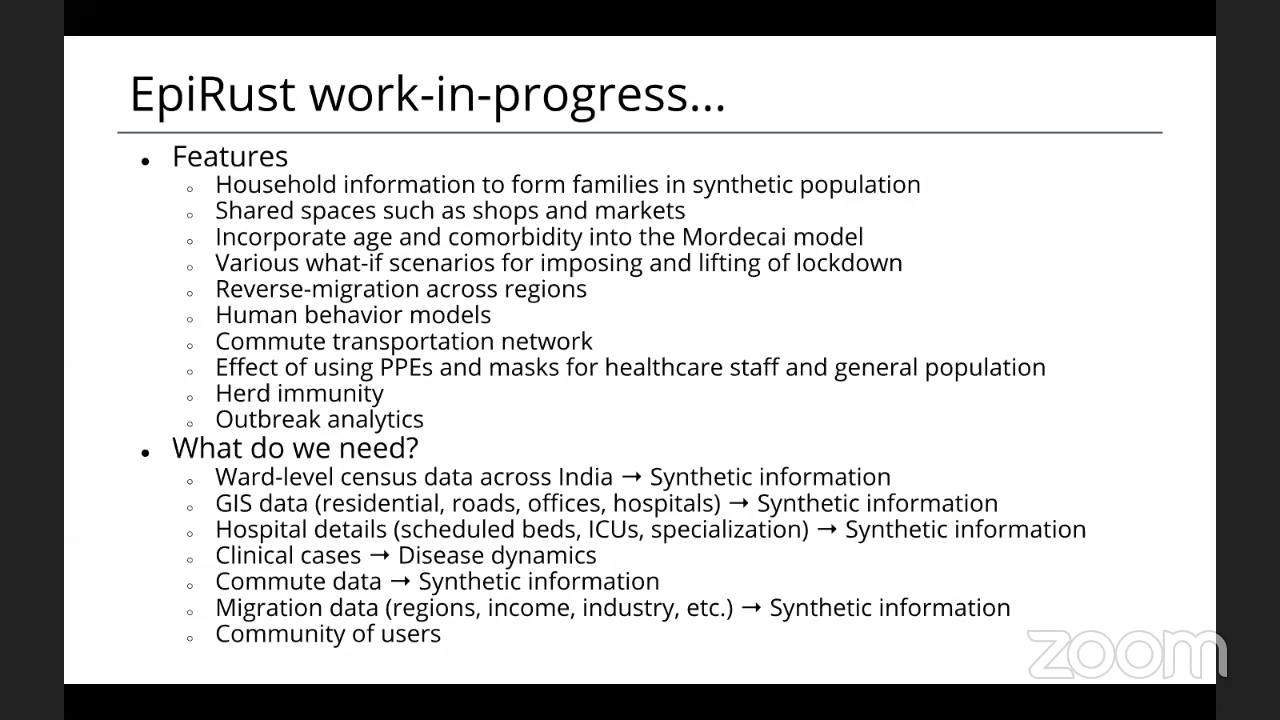 EpiRust work-in-progress...
● Features
○ Household information to form families in synthetic population
○ Shared spaces such as shops and markets
○ Incorporate age and comorbidity into the Mordecai model
○ Various what-if scenarios for imposing and lifting of lockdown
○ Reverse-migration across regions
○ Human behavior models
○ Commute transportation network
○ Effect of using PPEs and masks for healthcare staff and general population
○ Herd immunity
○ Outbreak analytics
● What do we need?
○ Ward-level census data across India → Synthetic information
○ GIS data (residential, roads, offices, hospitals) → Synthetic information
○ Hospital details (scheduled beds, ICUs, specialization) → Synthetic information
○ Clinical cases → Disease dynamics
○ Commute data → Synthetic information
○ Migration data (regions, income, industry, etc.) → Synthetic information
○ Community of users
zoom